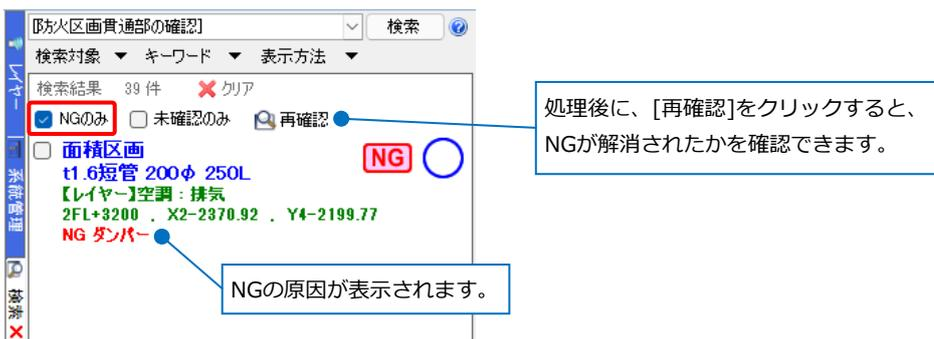 [防火区画貫通部の確認]
検索
検索対象 ▼ キーワード ▼ 表示方法 ▼
検索結果 39 件 クリア
NGのみ 未確認のみ 再確認
面積区画
NG
t1.6短管 200φ 250L
【レイヤー】空調：排気
2FL+3200 . X2-2370.92 . Y4-2199.77
NG ダンパー
レイヤー
系統管理
検索
処理後に、[再確認]をクリックすると、
NGが解消されたかを確認できます。
NGの原因が表示されます。